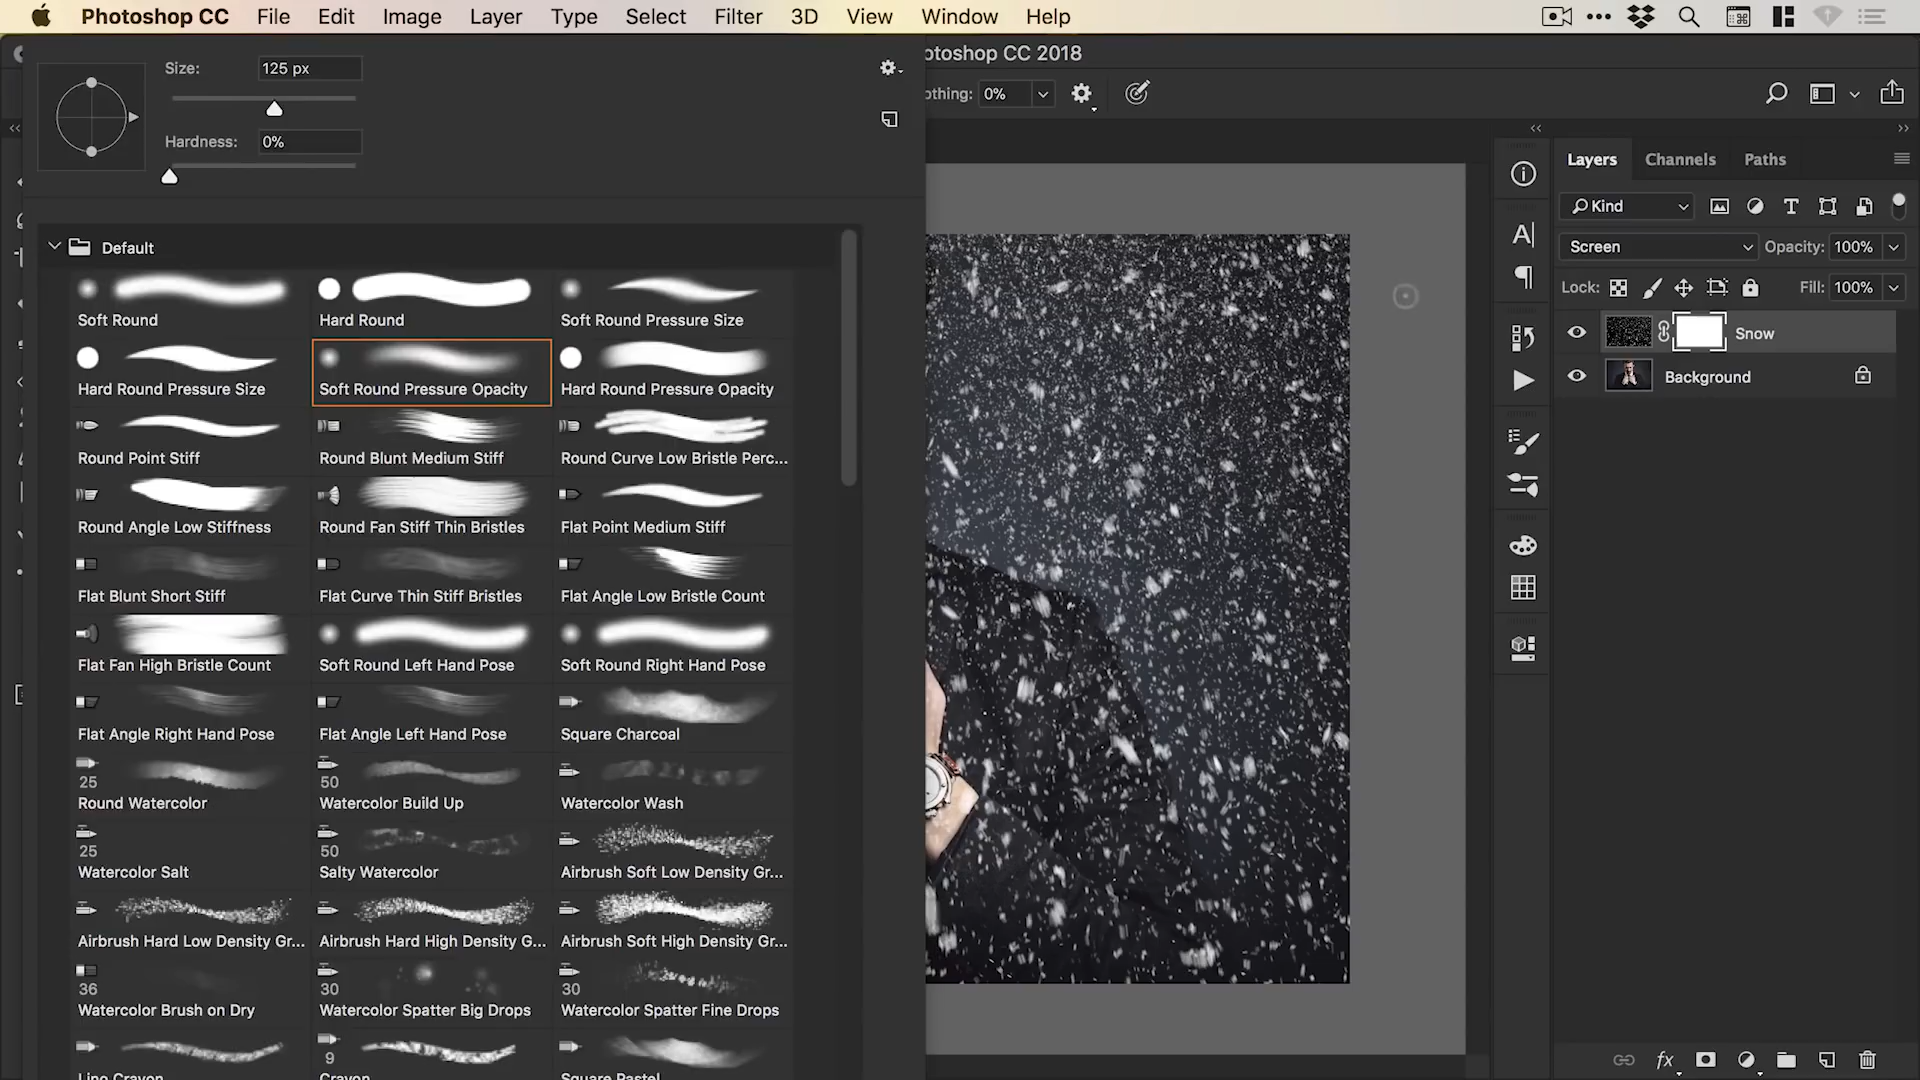 Photoshop CC File Edit Image Layer Type Select Filter 3D View Window Help
otoshop CC 2018
Size: 125 px
Hardness: 0%
othing: 0%
Default
Soft Round Hard Round Soft Round Pressure Size
Hard Round Pressure Size Soft Round Pressure Opacity Hard Round Pressure Opacity
Round Point Stiff Round Blunt Medium Stiff Round Curve Low Bristle Perc...
Round Angle Low Stiffness Round Fan Stiff Thin Bristles Flat Point Medium Stiff
Flat Blunt Short Stiff Flat Curve Thin Stiff Bristles Flat Angle Low Bristle Count
Flat Fan High Bristle Count Soft Round Left Hand Pose Soft Round Right Hand Pose
Flat Angle Right Hand Pose Flat Angle Left Hand Pose Square Charcoal
25 50
Round Watercolor Watercolor Build Up Watercolor Wash
25 50
Watercolor Salt Salty Watercolor Airbrush Soft Low Density Gr...
Airbrush Hard Low Density Gr... Airbrush Hard High Density G... Airbrush Soft High Density Gr...
36 30 30
Watercolor Brush on Dry Watercolor Spatter Big Drops Watercolor Spatter Fine Drops
9
Lino Crayon Crayon Square Pastel
Layers Channels Paths
Kind
Screen Opacity: 100%
Lock: Fill: 100%
Snow
Background